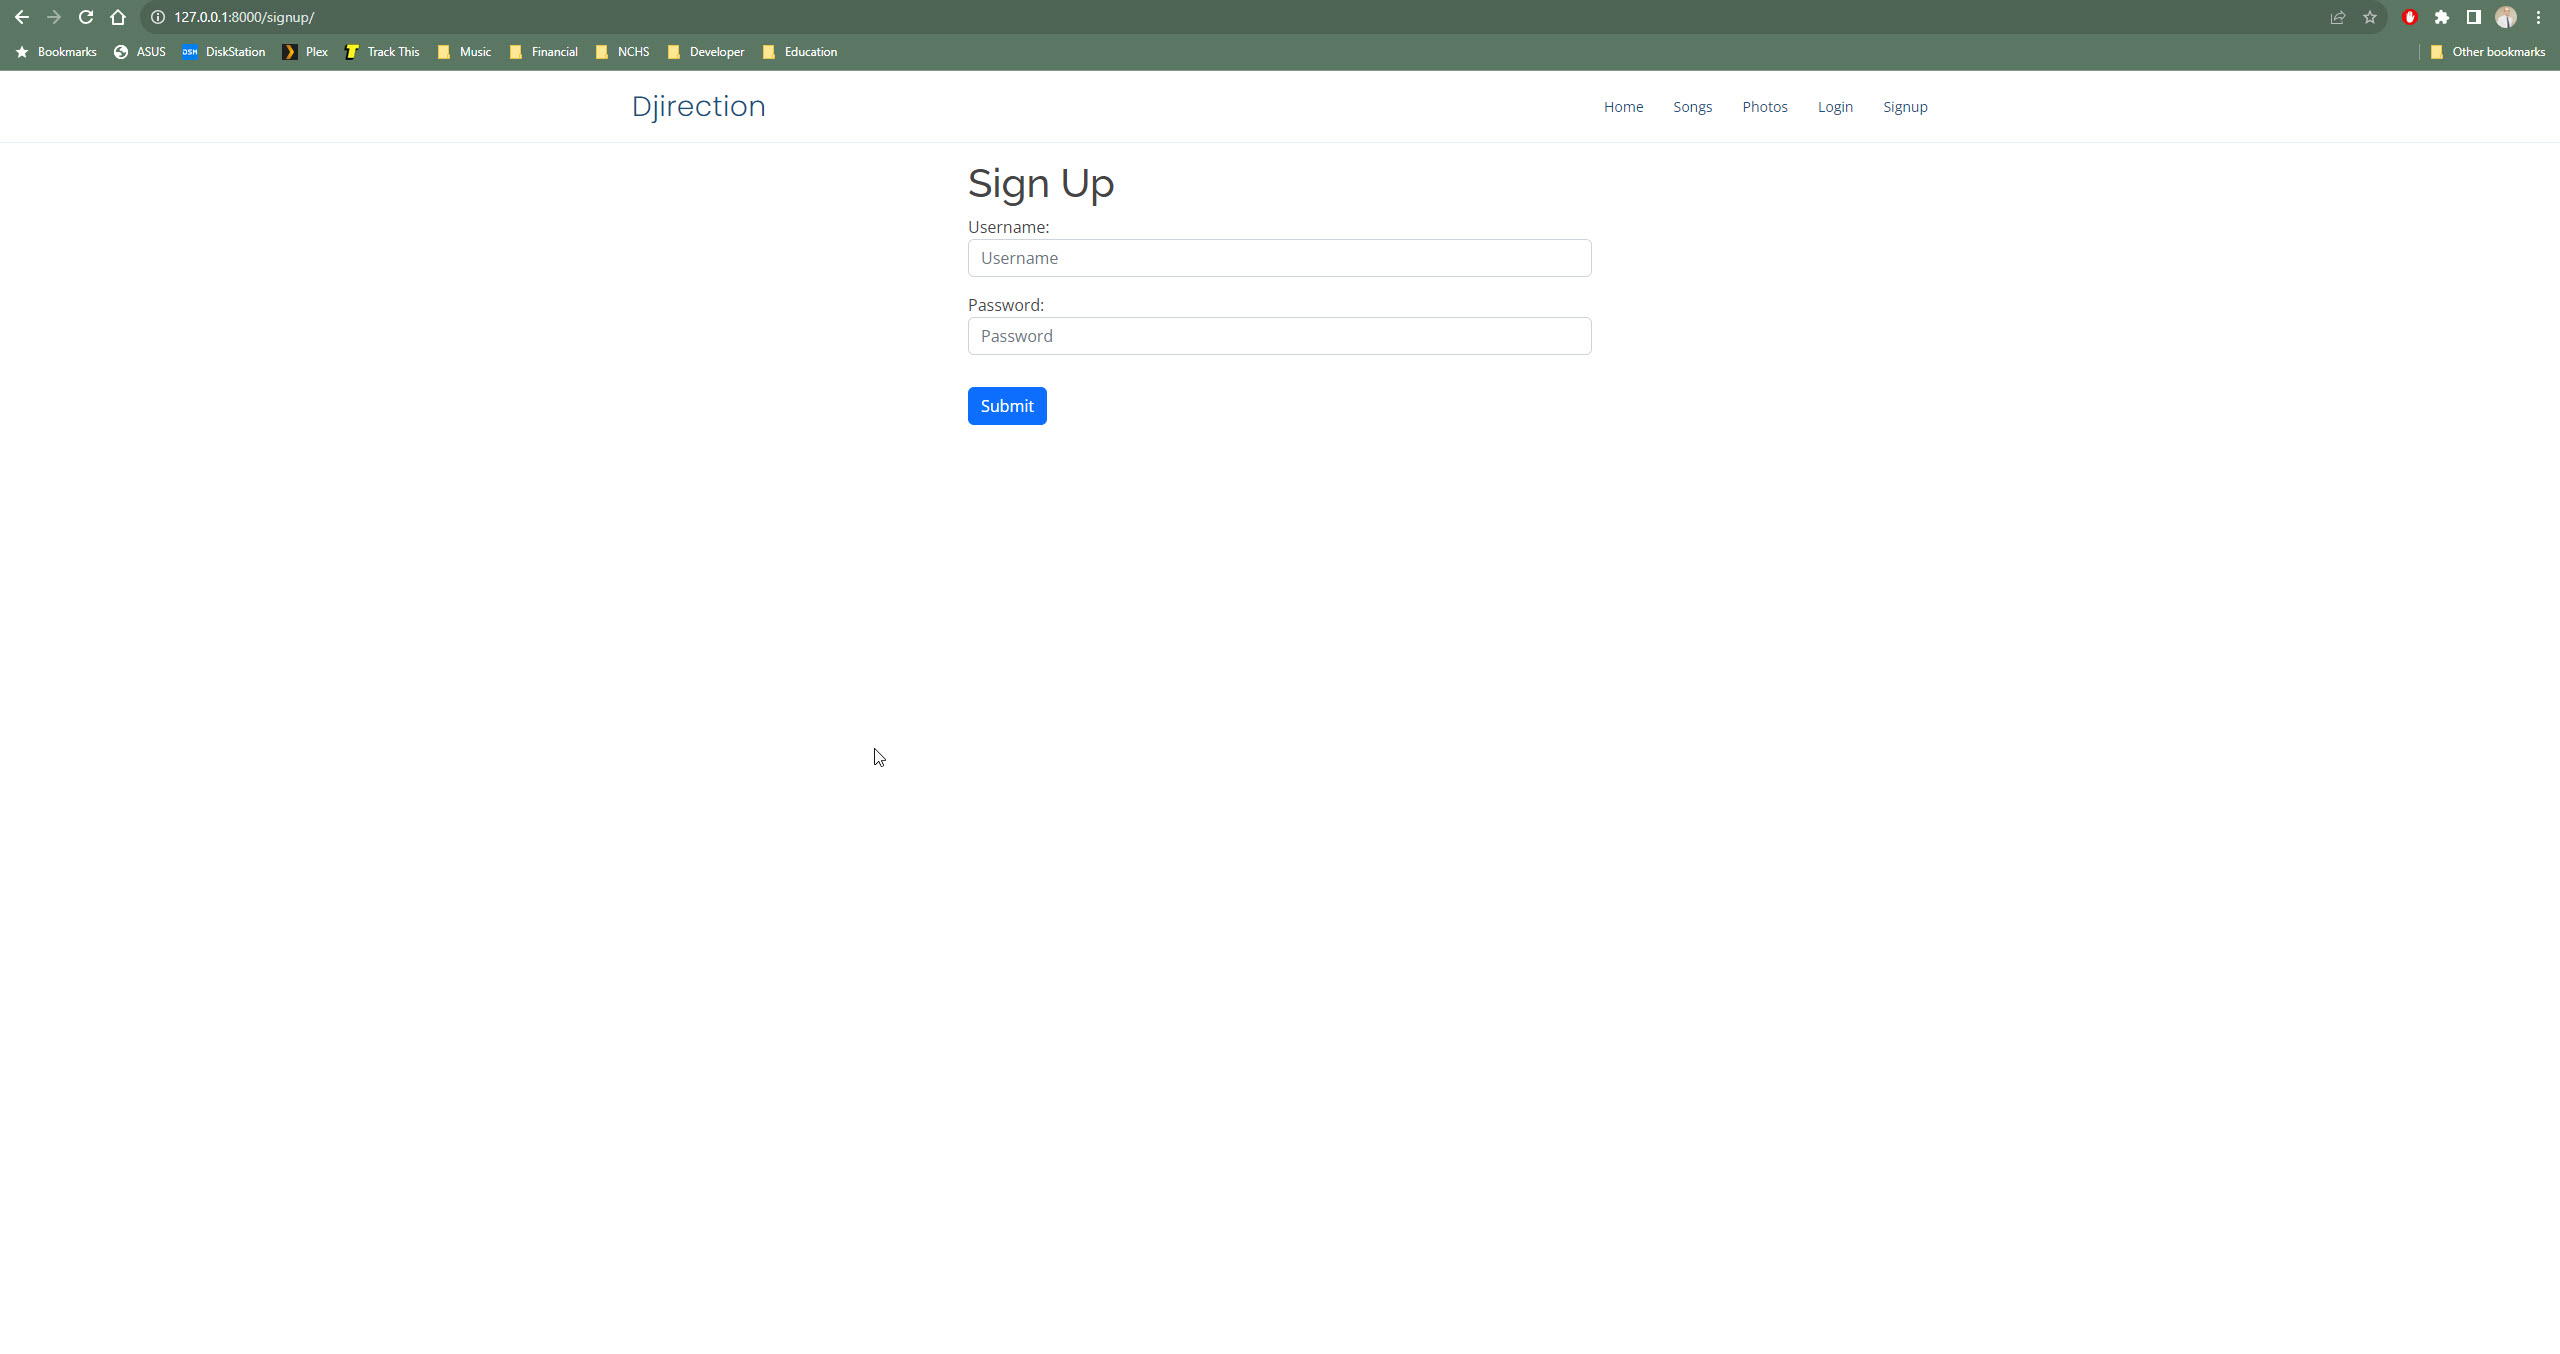 127.0.0.1:8000/signup/
Bookmarks ASUS DSM DiskStation Plex Track This Music Financial NCHS Developer Education Other bookmarks
Djirection Home Songs Photos Login Signup
Sign Up
Username:
Username
Password:
Password
Submit